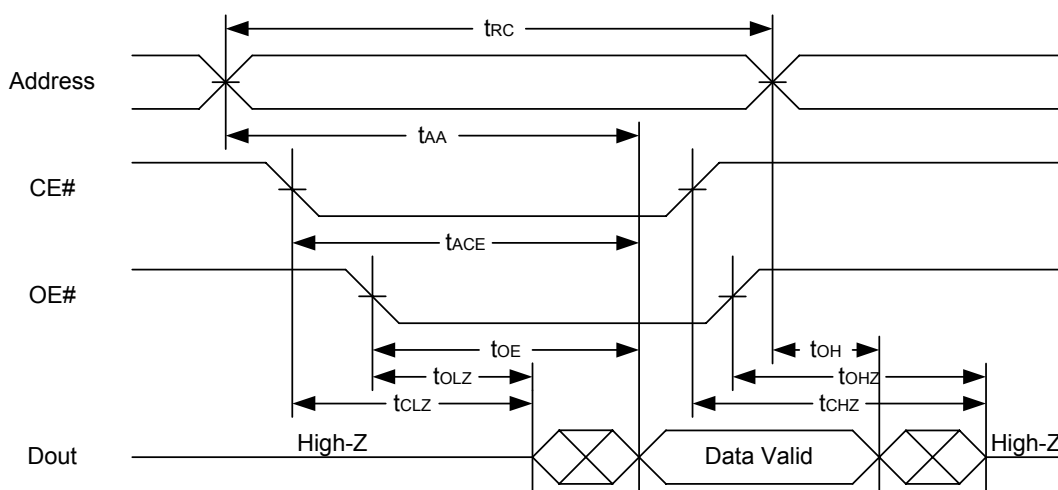 tRC
Address
tAA
CE#
tACE
OE#
tOE
tOH
tOLZ
tOHZ
tCLZ
tCHZ
Dout
High-Z
Data Valid
High-Z